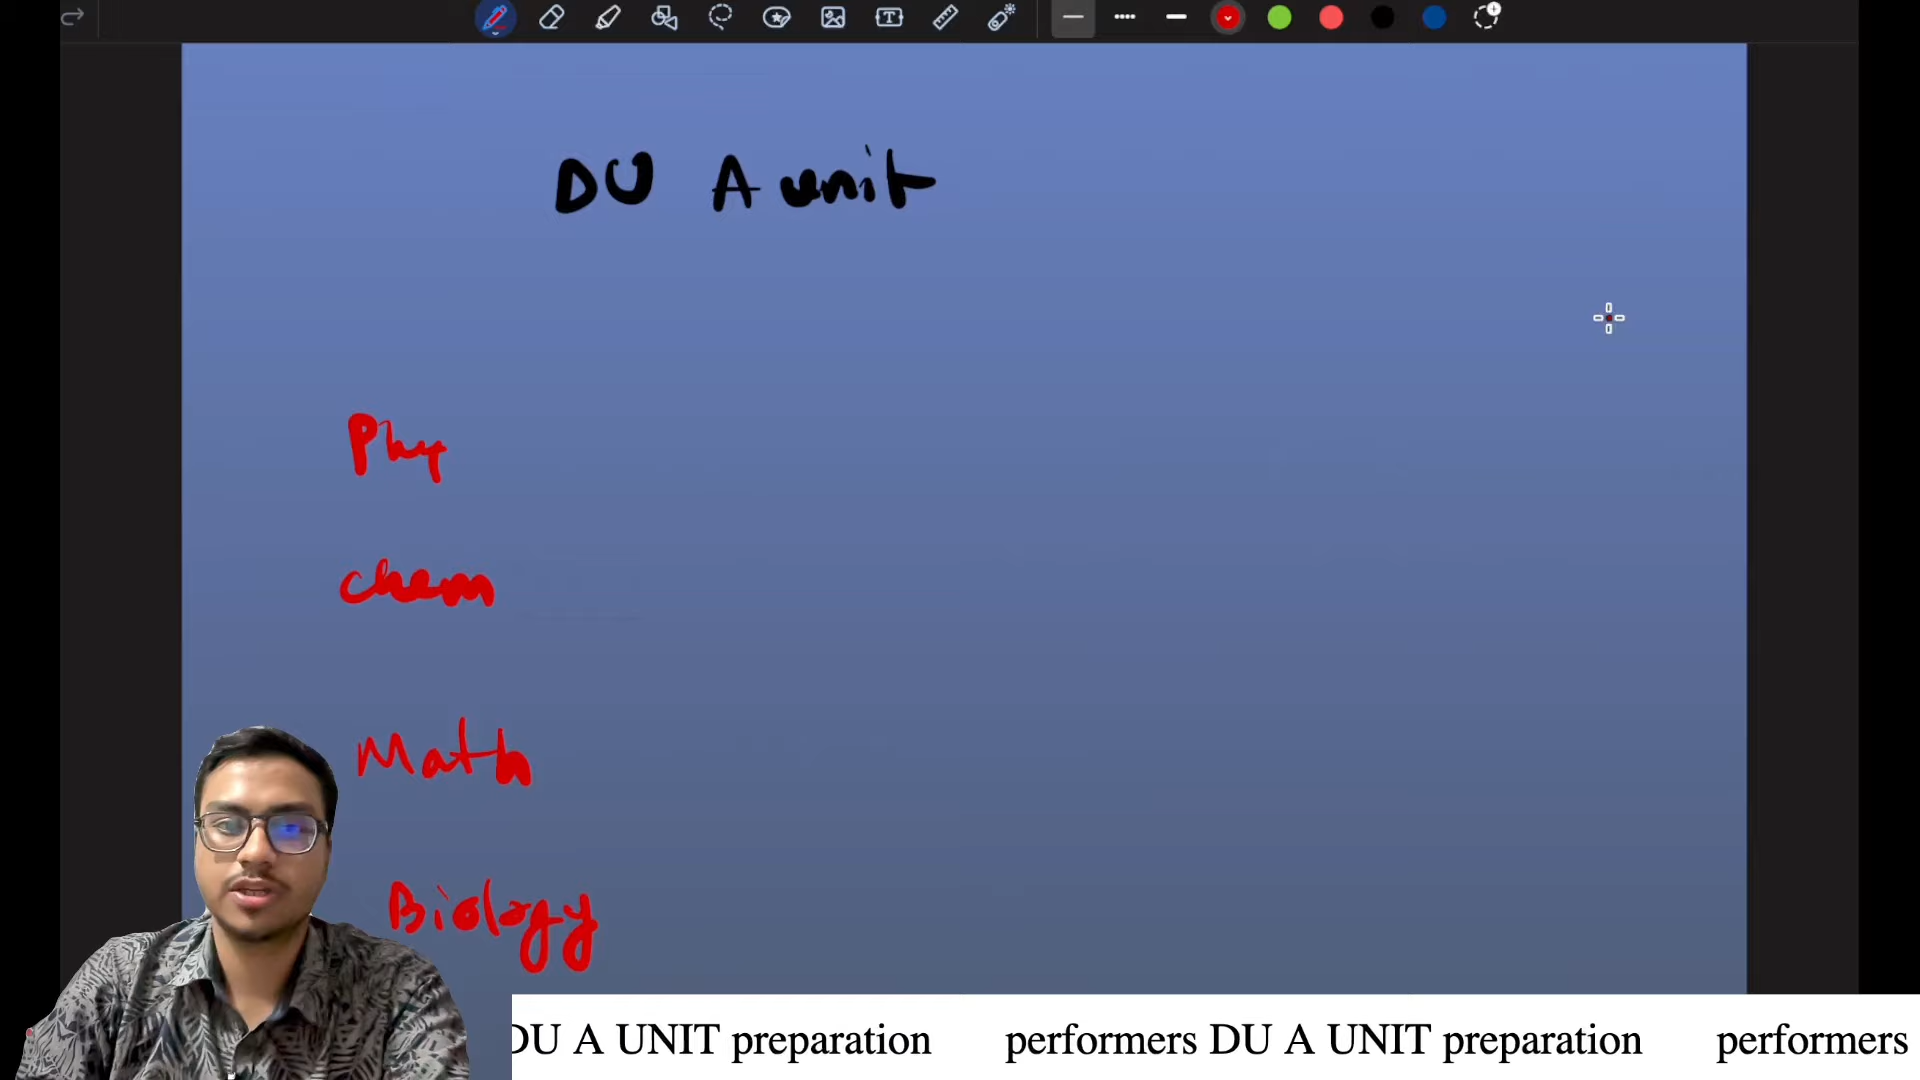 DU A unit
Phy
chem
Math
Biology
DU A UNIT preparation performers DU A UNIT preparation performers